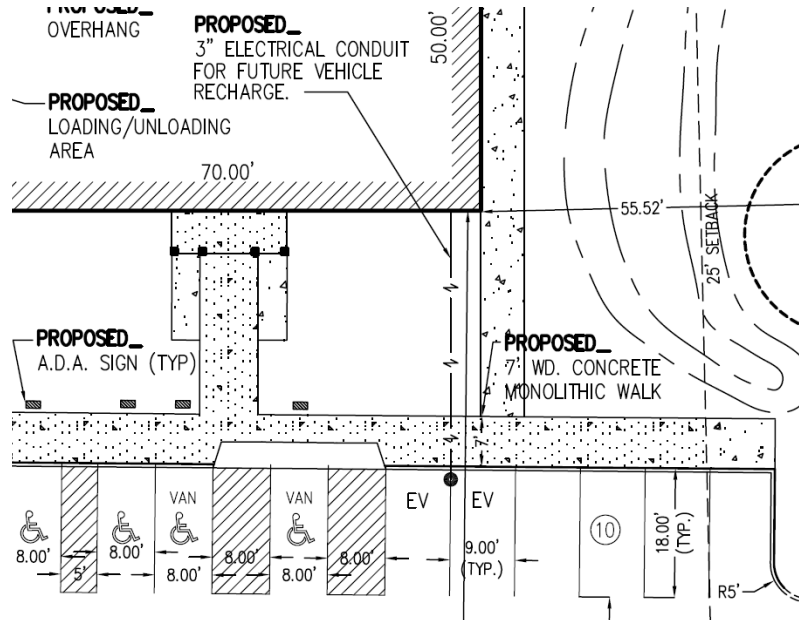 PROPOSED_
OVERHANG
PROPOSED_
3" ELECTRICAL CONDUIT
FOR FUTURE VEHICLE
RECHARGE.
50.00'
PROPOSED_
LOADING/UNLOADING
AREA
70.00'
55.52'
25' SETBACK
PROPOSED_
A.D.A. SIGN (TYP)
PROPOSED_
7' WD. CONCRETE
MONOLITHIC WALK
7'
VAN
VAN
EV
EV
8.00'
8.00'
8.00'
8.00'
9.00'
(TYP.)
5'
8.00'
8.00'
10
18.00'
(TYP.)
R5'